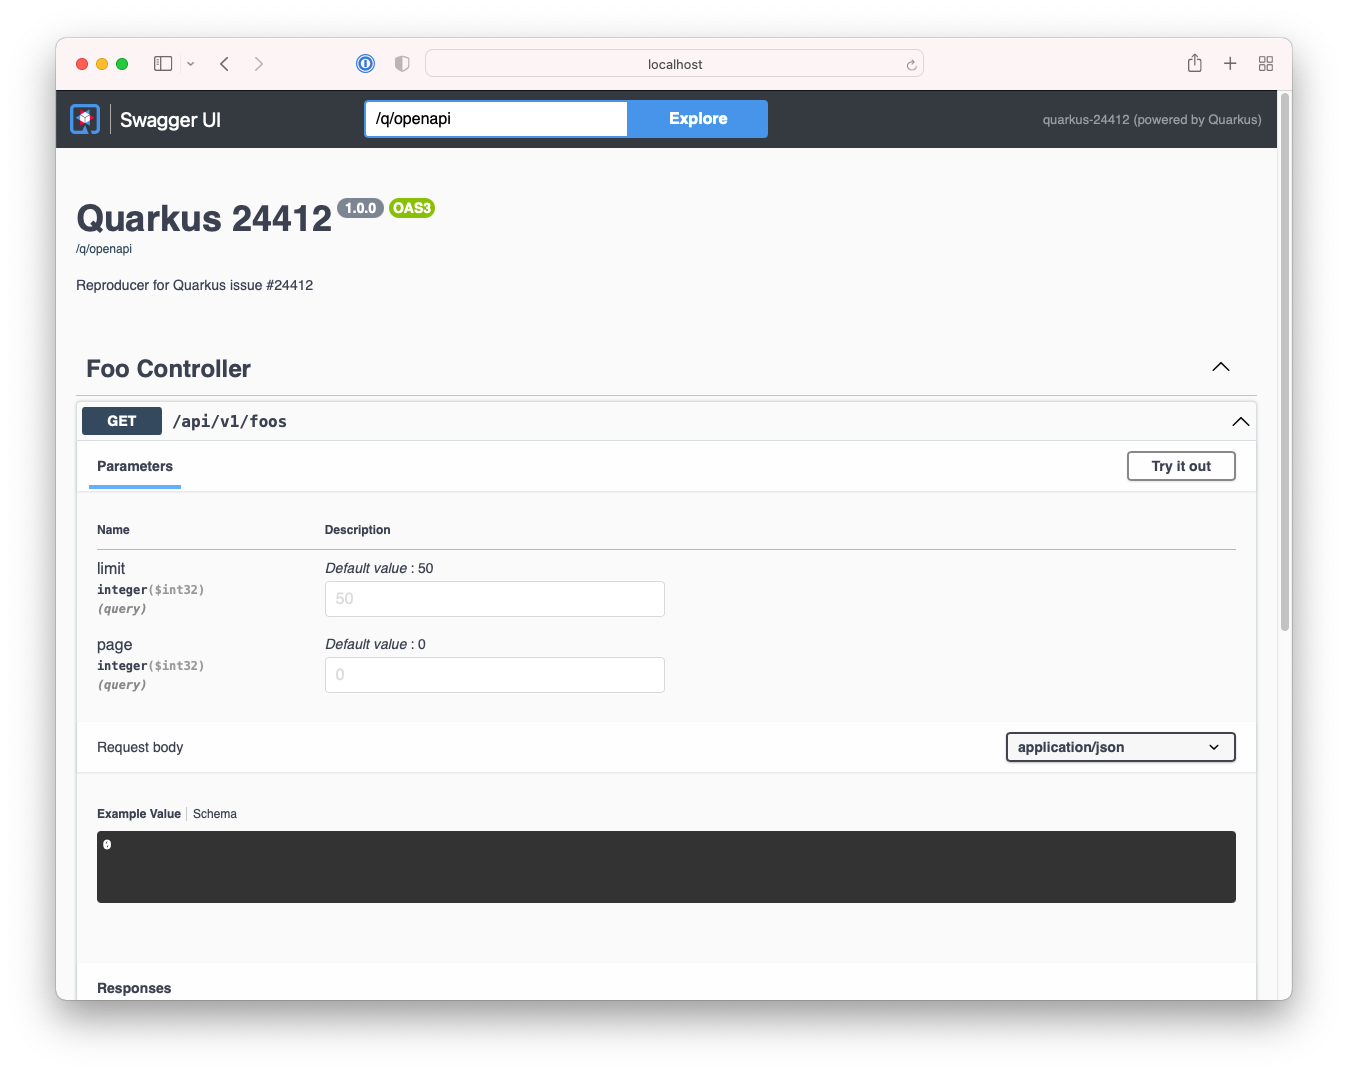 localhost
Swagger UI
/q/openapi
Explore
quarkus-24412 (powered by Quarkus)
Quarkus 24412 1.0.0 OAS3
/q/openapi
Reproducer for Quarkus issue #24412
Foo Controller
GET /api/v1/foos
Parameters
Try it out
Name Description
limit
integer($int32)
(query)
Default value : 50
50
page
integer($int32)
(query)
Default value : 0
0
Request body
application/json
Example Value Schema
0
Responses